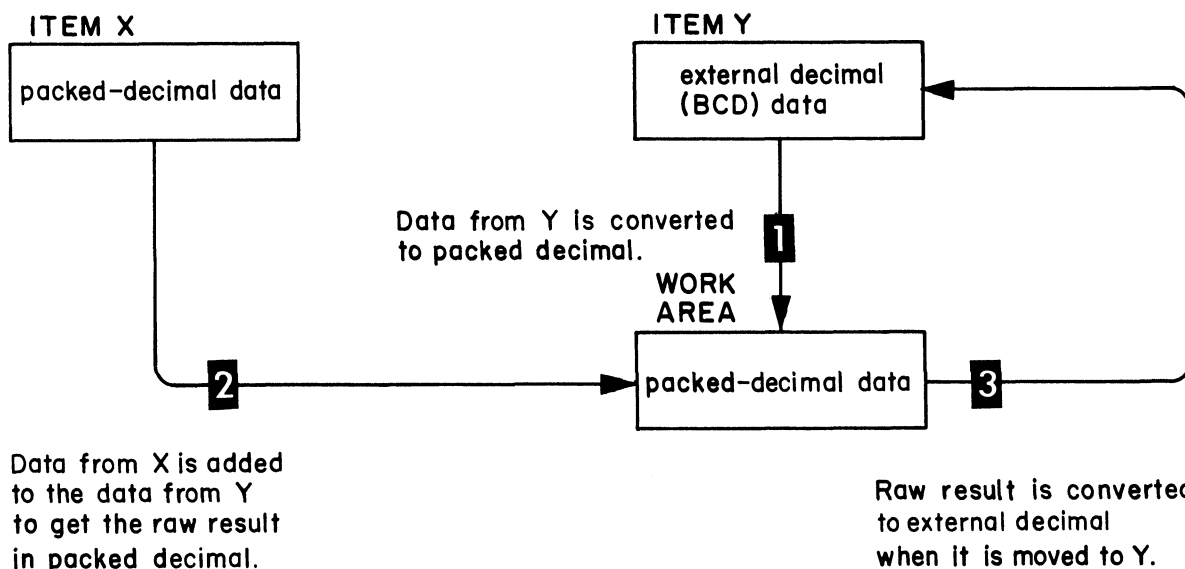 ITEM X
packed-decimal data
ITEM Y
external decimal
(BCD) data
Data from Y is converted
to packed decimal.
1
WORK
AREA
packed-decimal data
2
3
Data from X is added
to the data from Y
to get the raw result
in packed decimal.
Raw result is converted
to external decimal
when it is moved to Y.